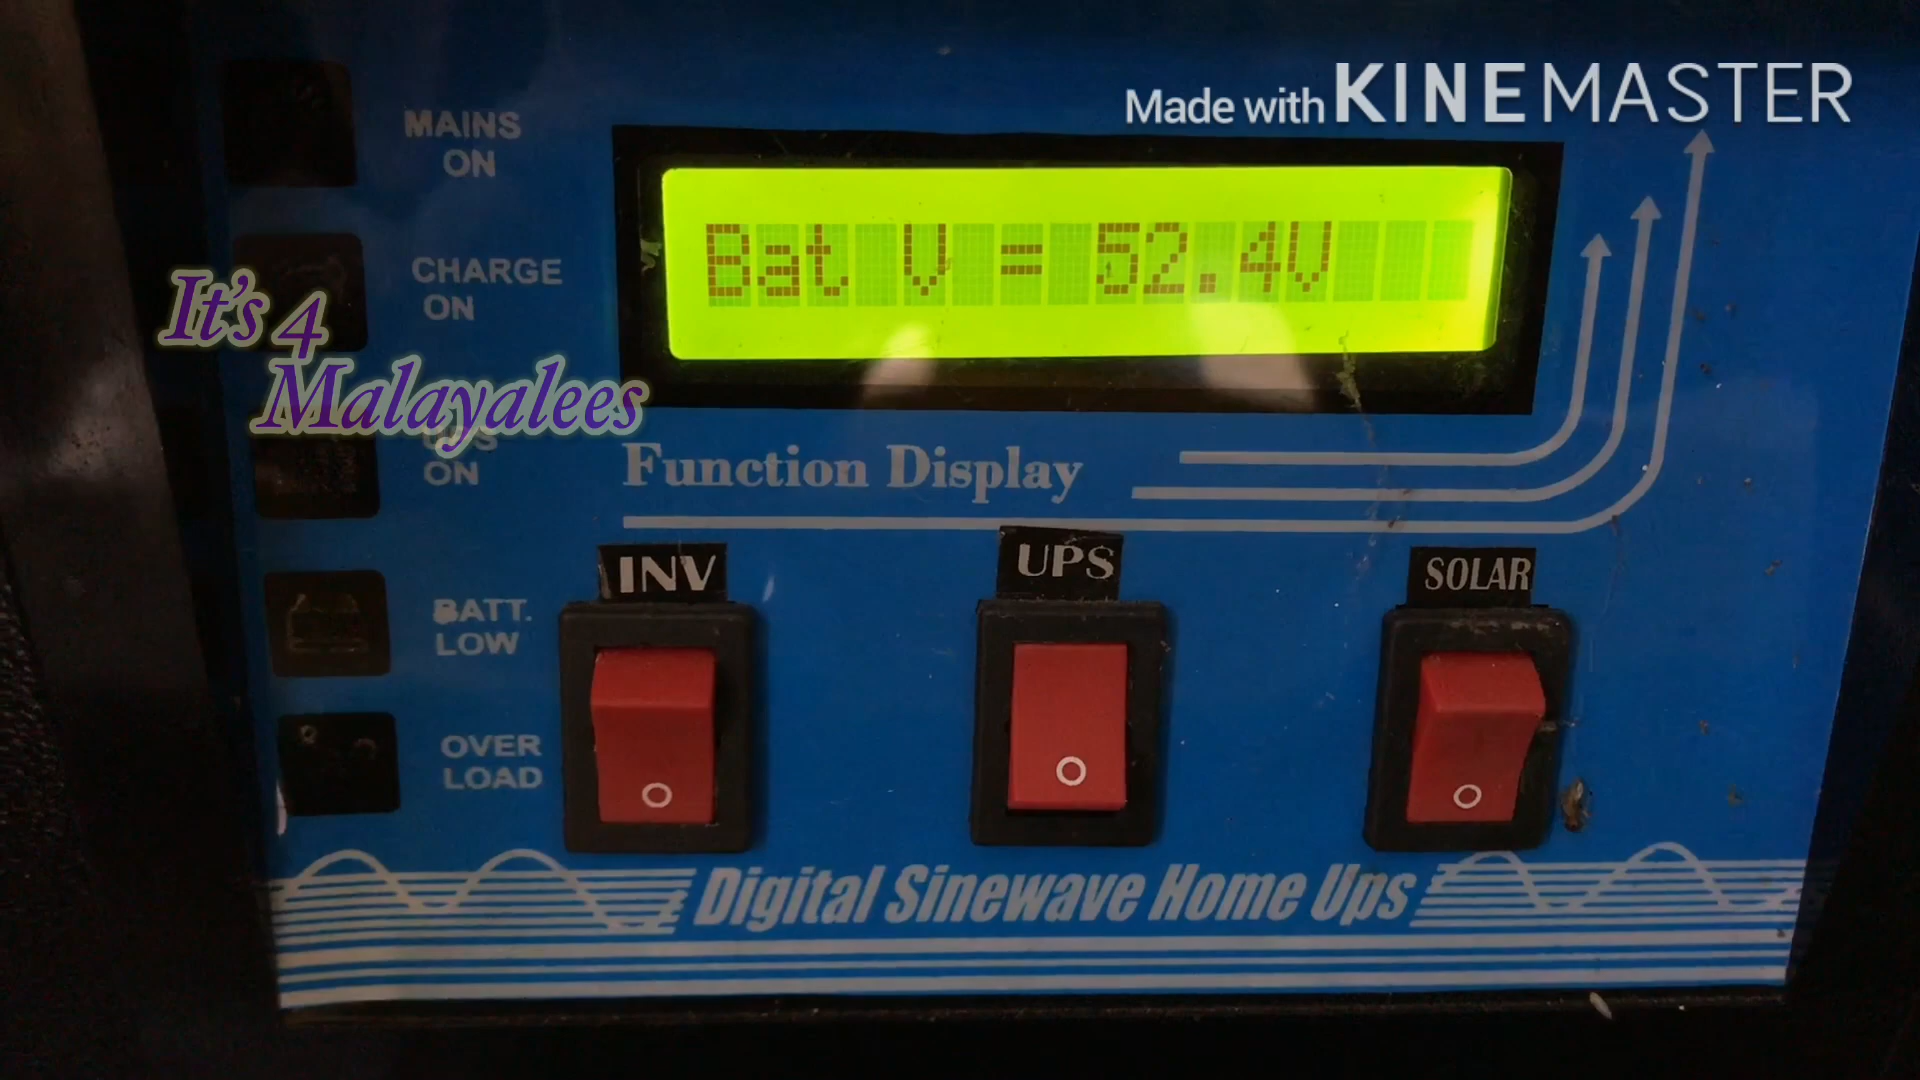 Made with KINEMASTER
MAINS
ON
Bat V = 52.4V
CHARGE
ON
It's 4
Malayalees
UPS
ON
Function Display
INV
UPS
SOLAR
BATT.
LOW
OVER
LOAD
O
O
O
Digital Sinewave Home Ups